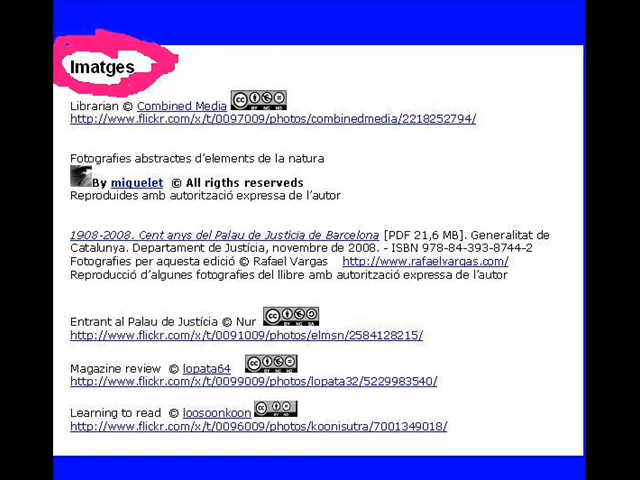 Imatges
Librarian © Combined Media
http://www.flickr.com/x/t/0097009/photos/combinedmedia/2218252794/
Fotografies abstractes d'elements de la natura
By miguelet © All rigths reserveds
Reproduides amb autorització expressa de l'autor
1908-2008. Cent anys del Palau de Justícia de Barcelona [PDF 21,6 MB]. Generalitat de
Catalunya. Departament de Justícia, novembre de 2008. - ISBN 978-84-393-8744-2
Fotografies per aquesta edició © Rafael Vargas http://www.rafaelvargas.com/
Reproducció d'algunes fotografies del llibre amb autorització expressa de l'autor
Entrant al Palau de Justícia © Nur
http://www.flickr.com/x/t/0091009/photos/elmsn/2584128215/
Magazine review © lopata64
http://www.flickr.com/x/t/0099009/photos/lopata32/5229983540/
Learning to read © loosoonkoon
http://www.flickr.com/x/t/0096009/photos/koonisutra/7001349018/